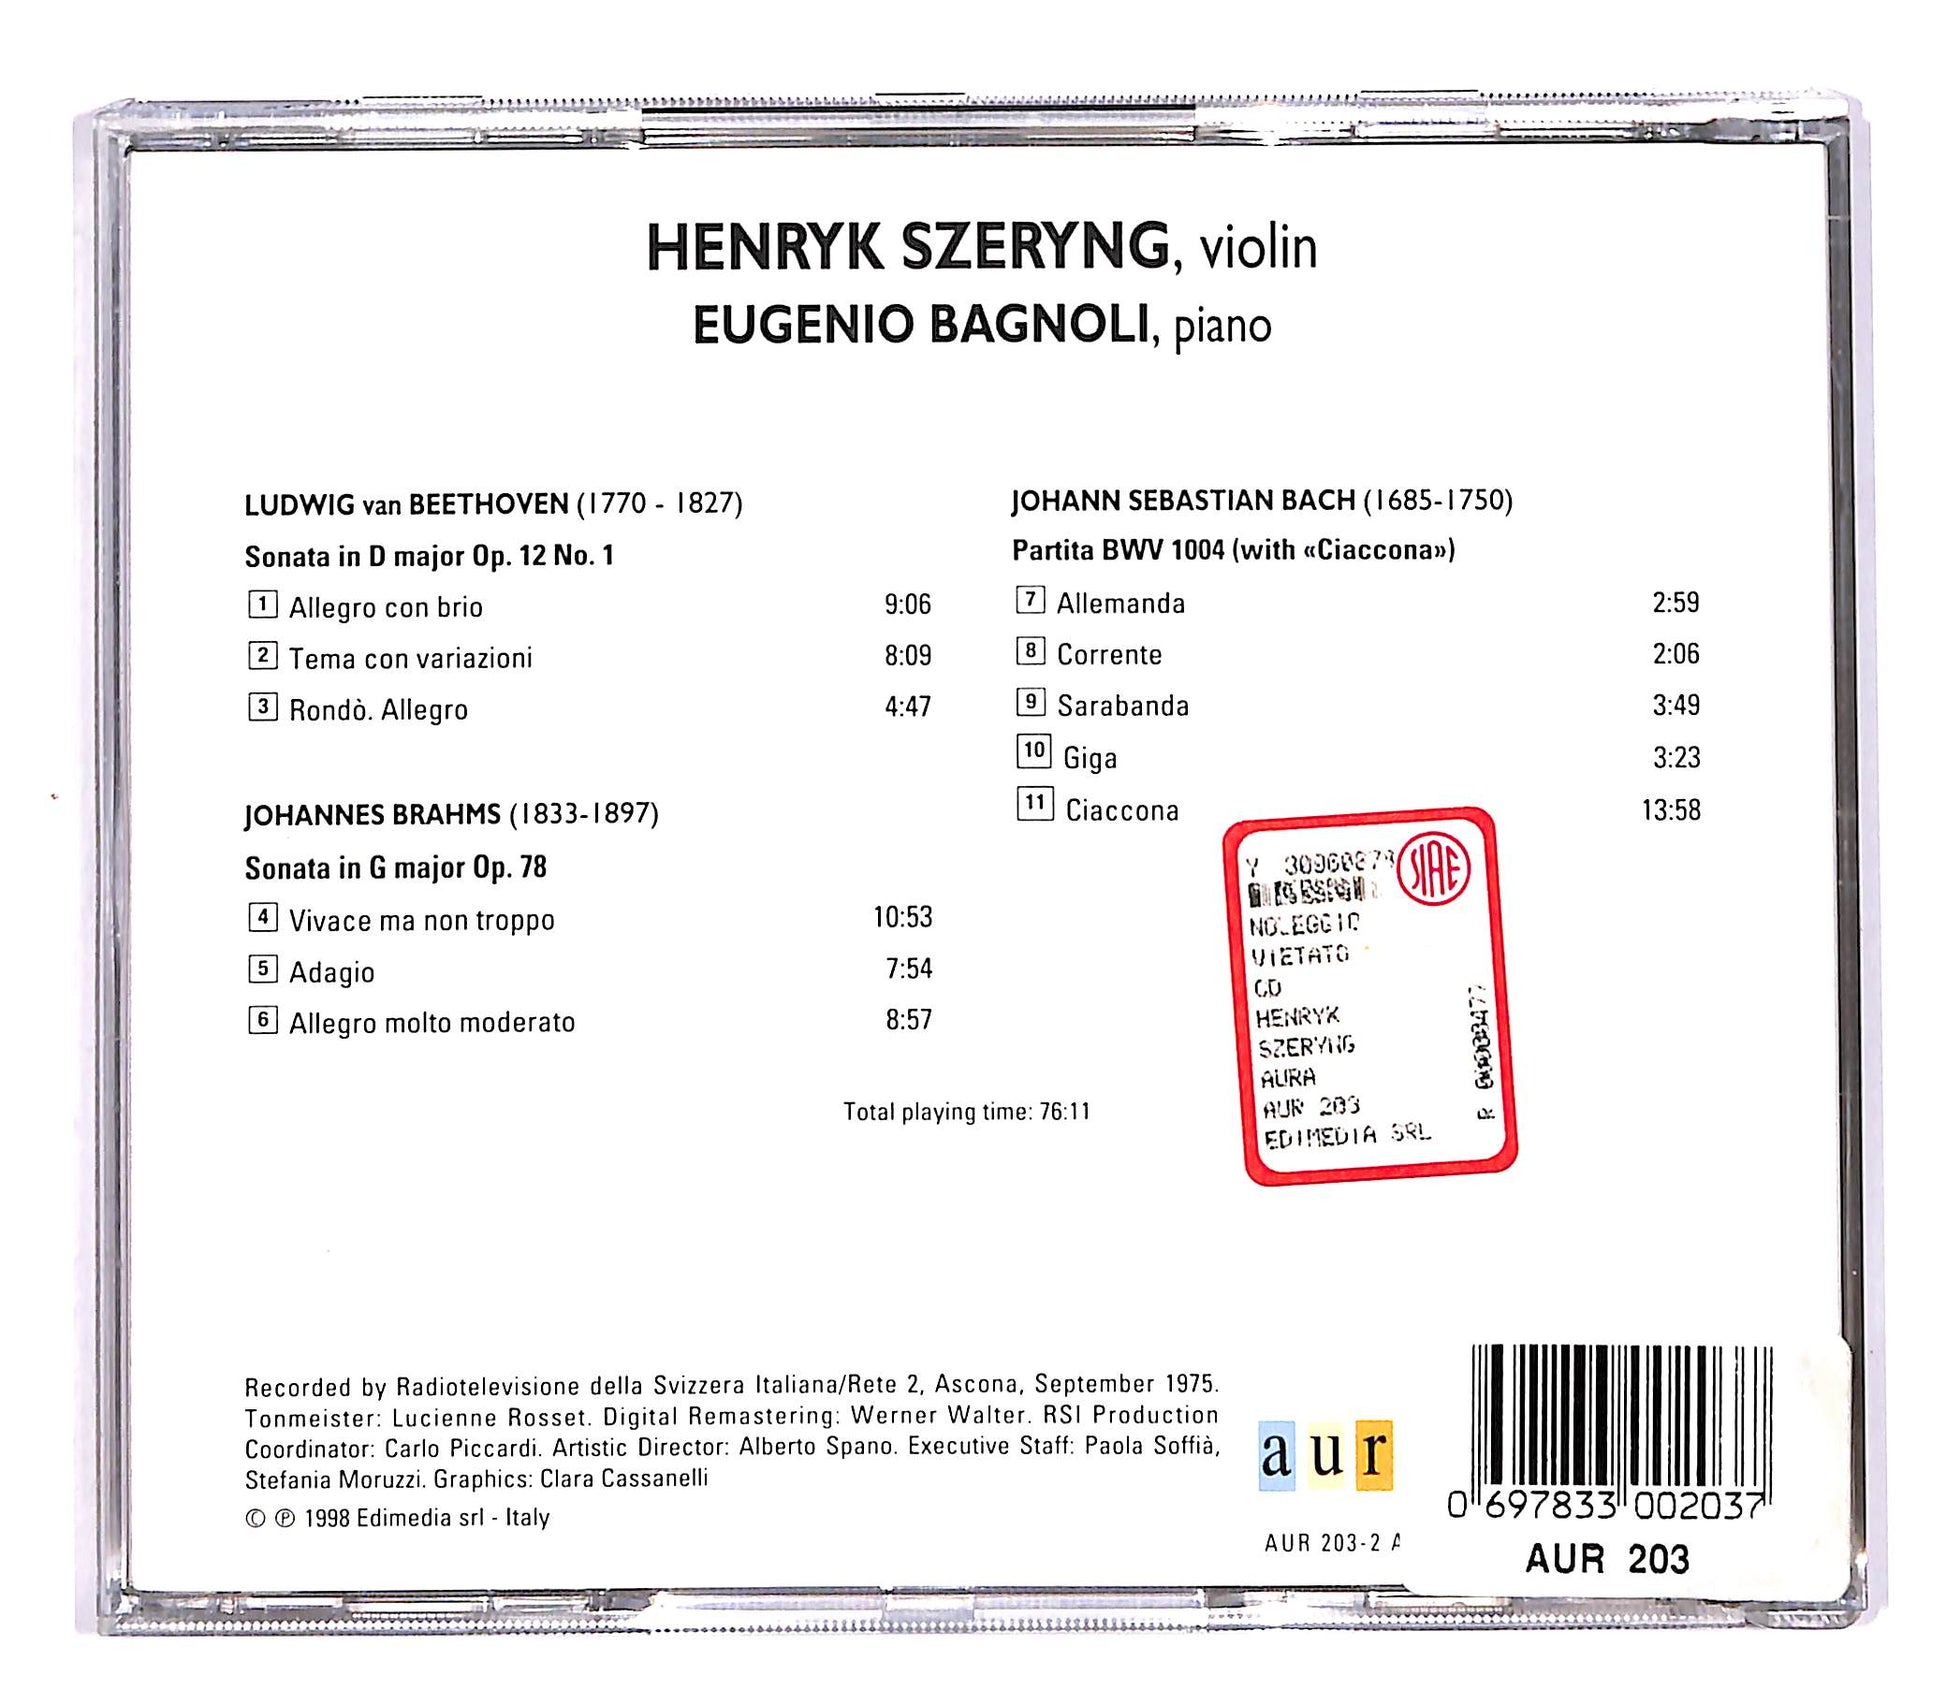 HENRYK SZERYNG, violin
EUGENIO BAGNOLI, piano
LUDWIG van BEETHOVEN (1770 - 1827)
Sonata in D major Op. 12 No. 1
1 Allegro con brio 9:06
2 Tema con variazioni 8:09
3 Rondò. Allegro 4:47
JOHANNES BRAHMS (1833-1897)
Sonata in G major Op. 78
4 Vivace ma non troppo 10:53
5 Adagio 7:54
6 Allegro molto moderato 8:57
JOHANN SEBASTIAN BACH (1685-1750)
Partita BWV 1004 (with «Ciaccona»)
7 Allemanda 2:59
8 Corrente 2:06
9 Sarabanda 3:49
10 Giga 3:23
11 Ciaccona 13:58
Total playing time: 76:11
SIAE
Y
NOLEGGIO
VIETATO
CD
HENRYK
SZERYNG
AURA
AUR 203
EDIMEDIA SRL
R
Recorded by Radiotelevisione della Svizzera Italiana/Rete 2, Ascona, September 1975.
Tonmeister: Lucienne Rosset. Digital Remastering: Werner Walter. RSI Production
Coordinator: Carlo Piccardi. Artistic Director: Alberto Spano. Executive Staff: Paola Soffià,
Stefania Moruzzi. Graphics: Clara Cassanelli
© ℗ 1998 Edimedia srl - Italy
aur
AUR 203-2 A
0 697833 002037
AUR 203